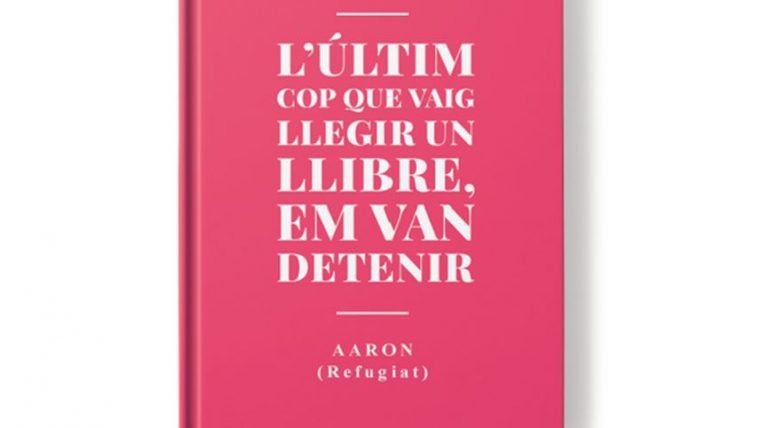 L'ÚLTIM
COP QUE VAIG
LLEGIR UN
LLIBRE,
EM VAN
DETENIR
AARON
(Refugiat)